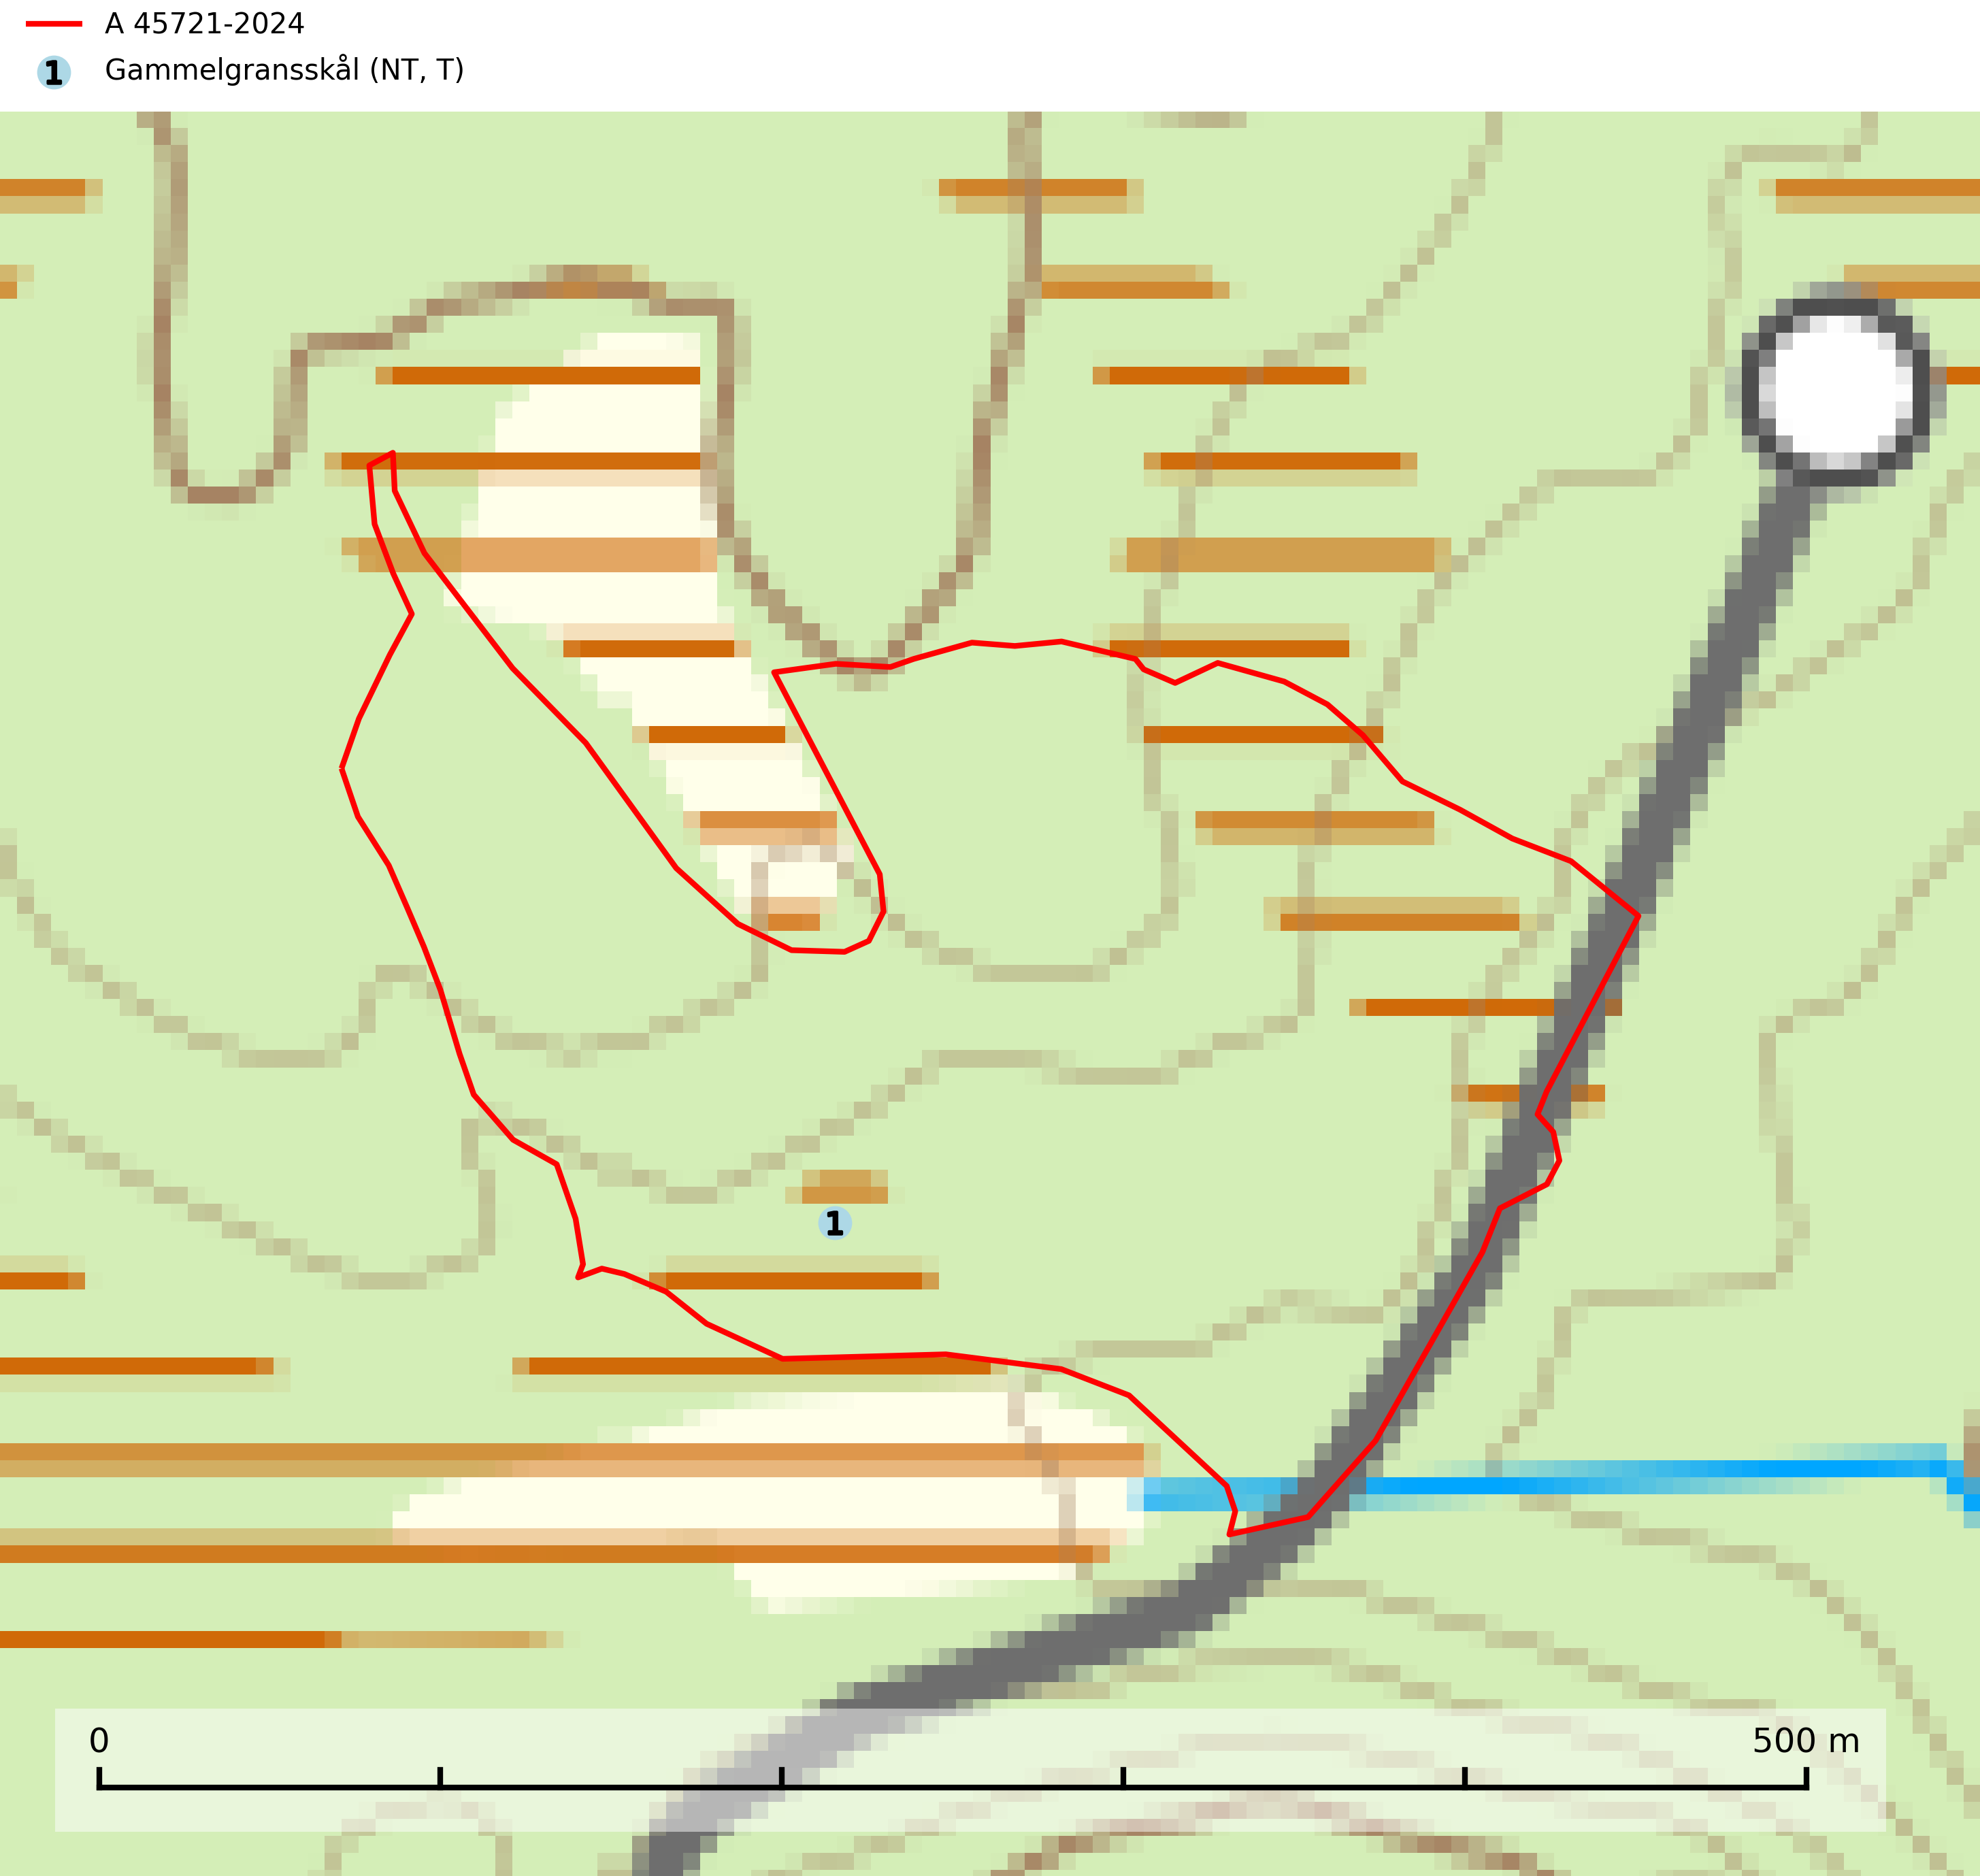 A 45721-2024
1 Gammelgransskål (NT, T)
1
0 500 m